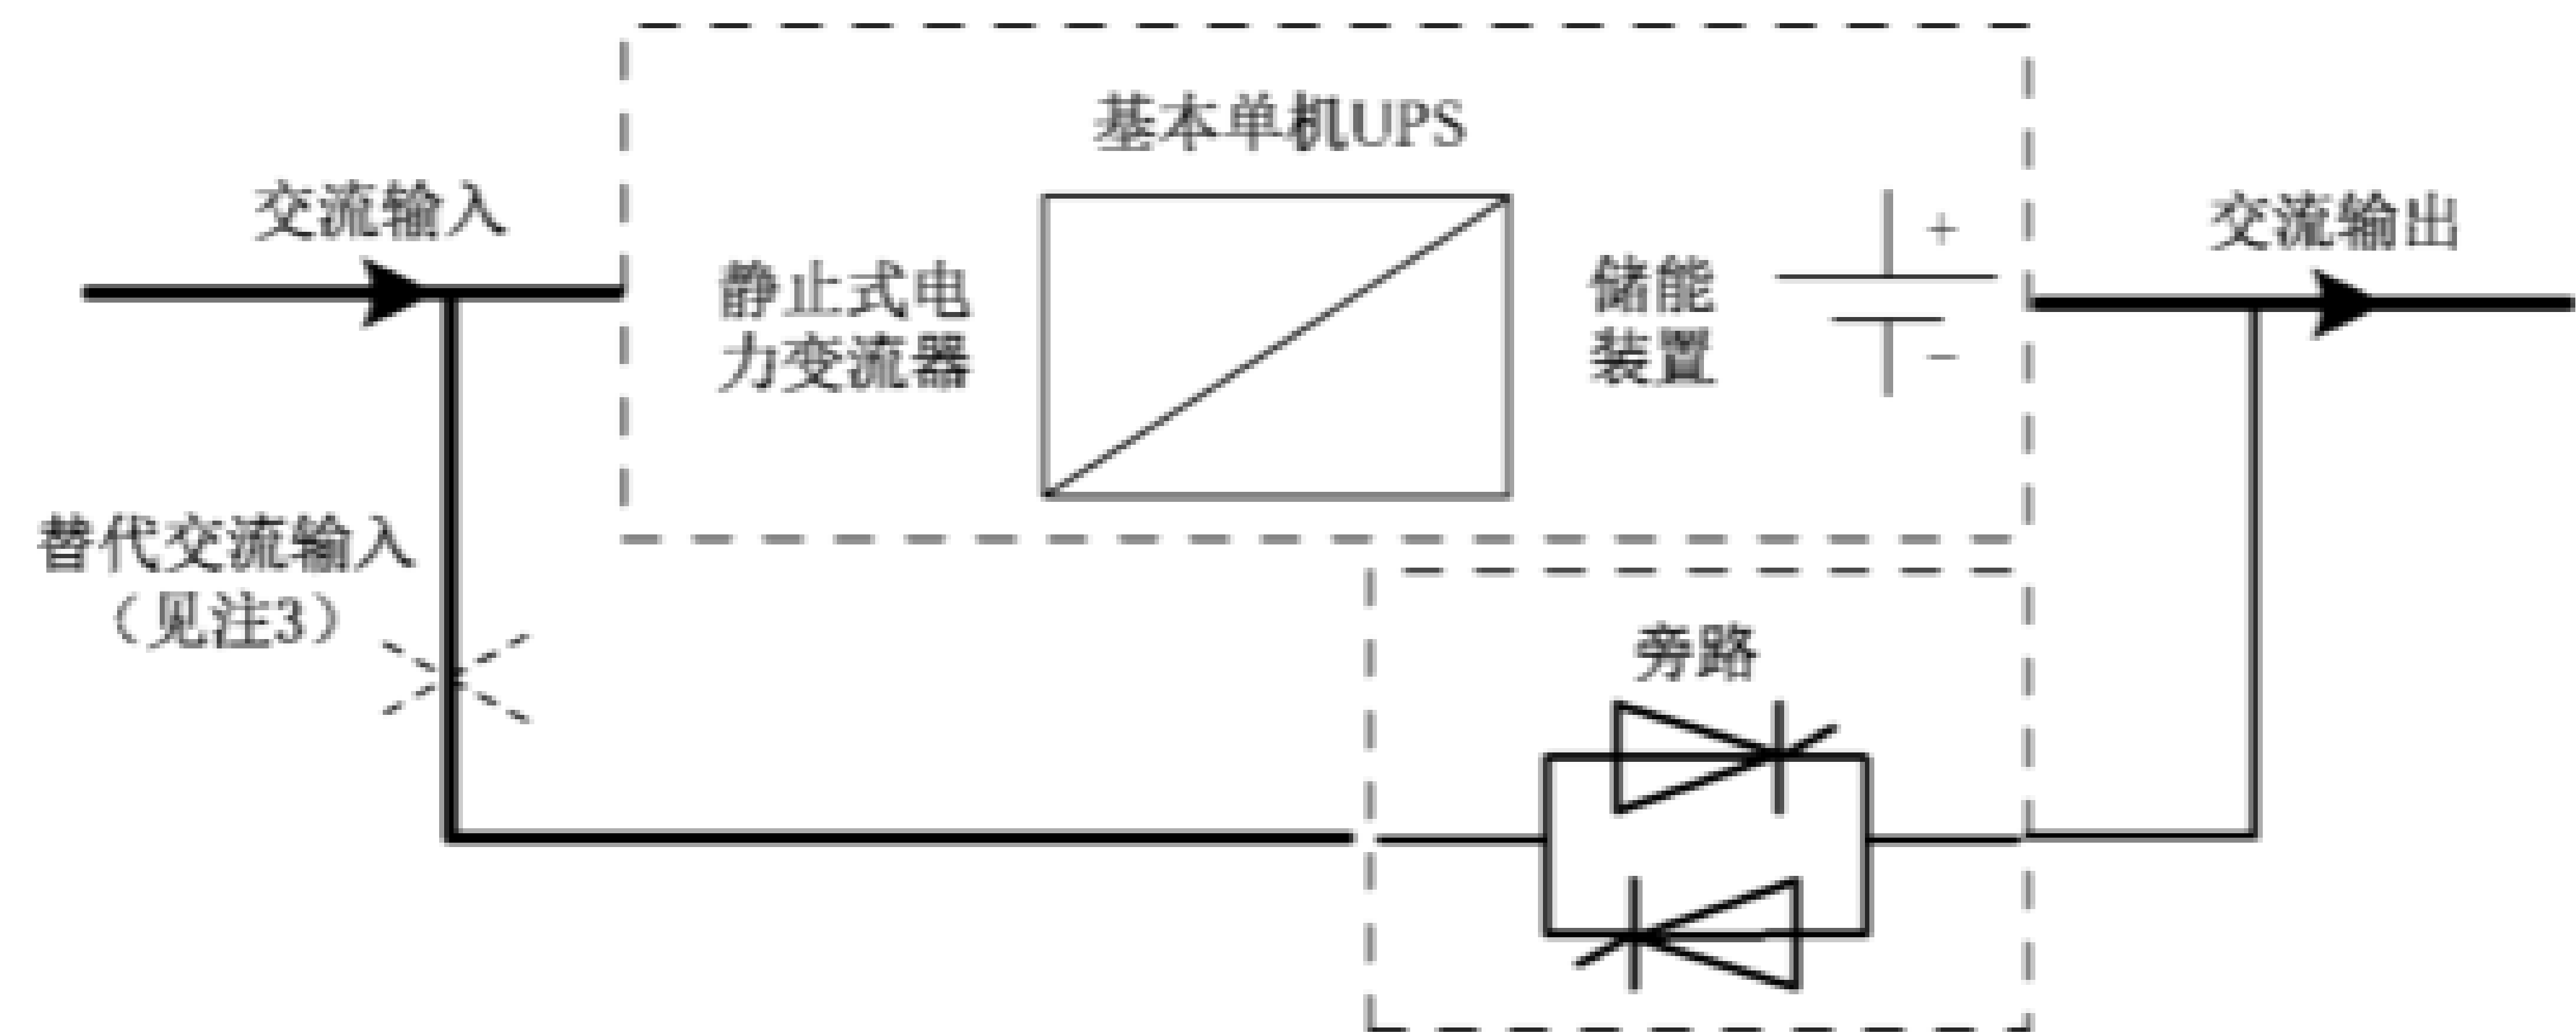 基本单机UPS
交流输入
交流输出
静止式电
力变流器
储能
装置
+
−
替代交流输入
（见注3）
旁路